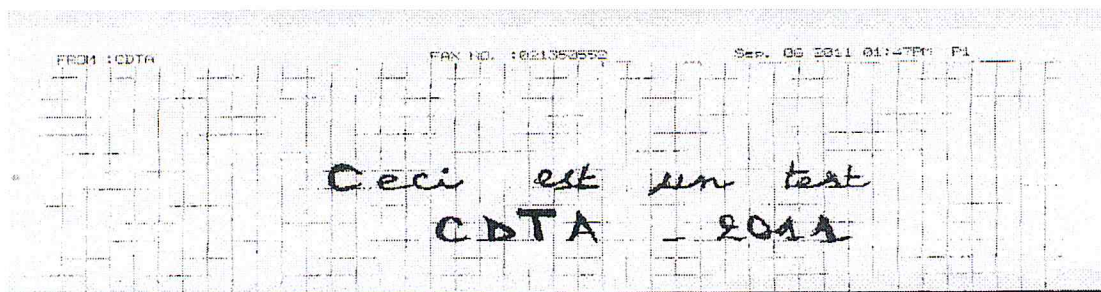 FROM :CDTA FAX NO. :021350552 Sep. 06 2011 01:47PM P1
Ceci est un test
CDTA - 2011